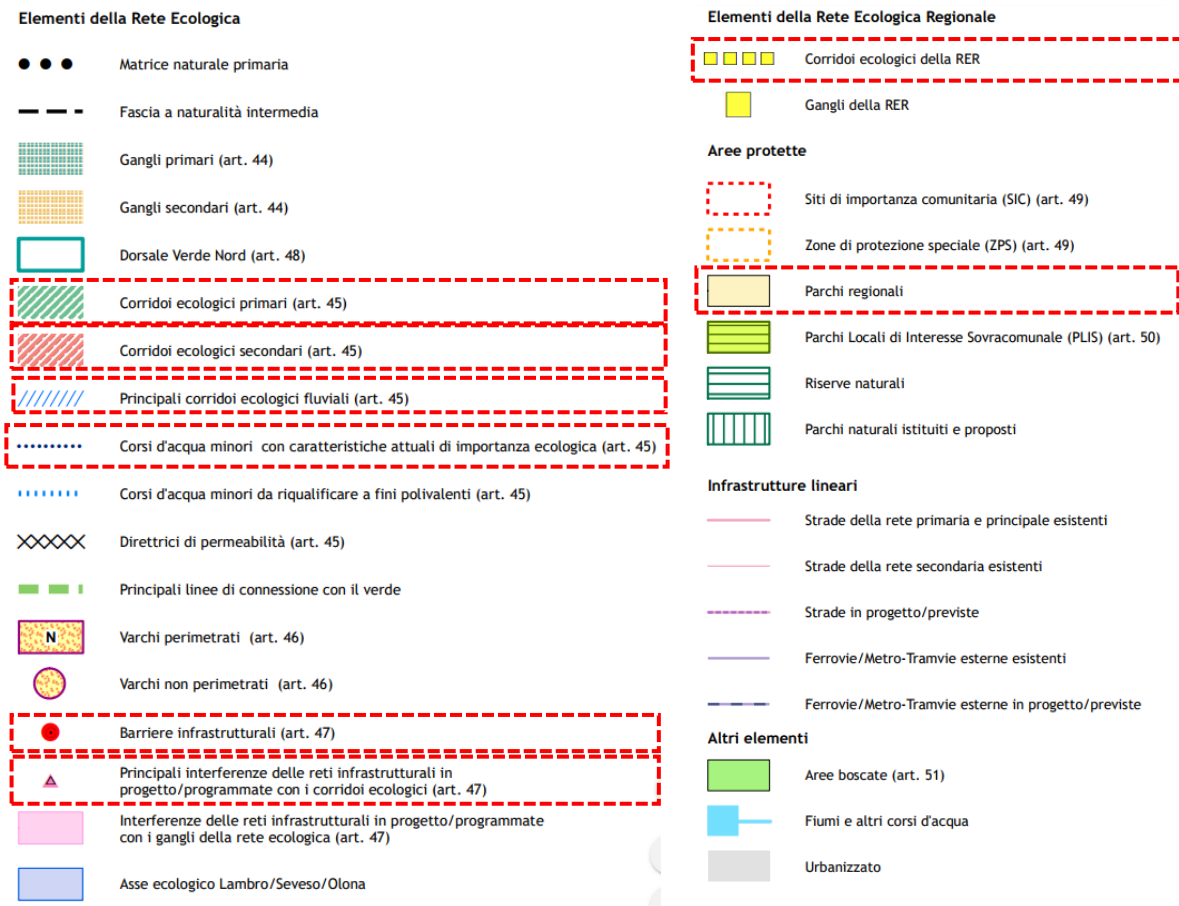 Elementi della Rete Ecologica
Matrice naturale primaria
Fascia a naturalità intermedia
Gangli primari (art. 44)
Gangli secondari (art. 44)
Dorsale Verde Nord (art. 48)
Corridoi ecologici primari (art. 45)
Corridoi ecologici secondari (art. 45)
Principali corridoi ecologici fluviali (art. 45)
Corsi d'acqua minori con caratteristiche attuali di importanza ecologica (art. 45)
Corsi d'acqua minori da riqualificare a fini polivalenti (art. 45)
Direttrici di permeabilità (art. 45)
Principali linee di connessione con il verde
N Varchi perimetrati (art. 46)
Varchi non perimetrati (art. 46)
Barriere infrastrutturali (art. 47)
Principali interferenze delle reti infrastrutturali in
progetto/programmate con i corridoi ecologici (art. 47)
Interferenze delle reti infrastrutturali in progetto/programmate
con i gangli della rete ecologica (art. 47)
Asse ecologico Lambro/Seveso/Olona
Elementi della Rete Ecologica Regionale
Corridoi ecologici della RER
Gangli della RER
Aree protette
Siti di importanza comunitaria (SIC) (art. 49)
Zone di protezione speciale (ZPS) (art. 49)
Parchi regionali
Parchi Locali di Interesse Sovracomunale (PLIS) (art. 50)
Riserve naturali
Parchi naturali istituiti e proposti
Infrastrutture lineari
Strade della rete primaria e principale esistenti
Strade della rete secondaria esistenti
Strade in progetto/previste
Ferrovie/Metro-Tramvie esterne esistenti
Ferrovie/Metro-Tramvie esterne in progetto/previste
Altri elementi
Aree boscate (art. 51)
Fiumi e altri corsi d'acqua
Urbanizzato